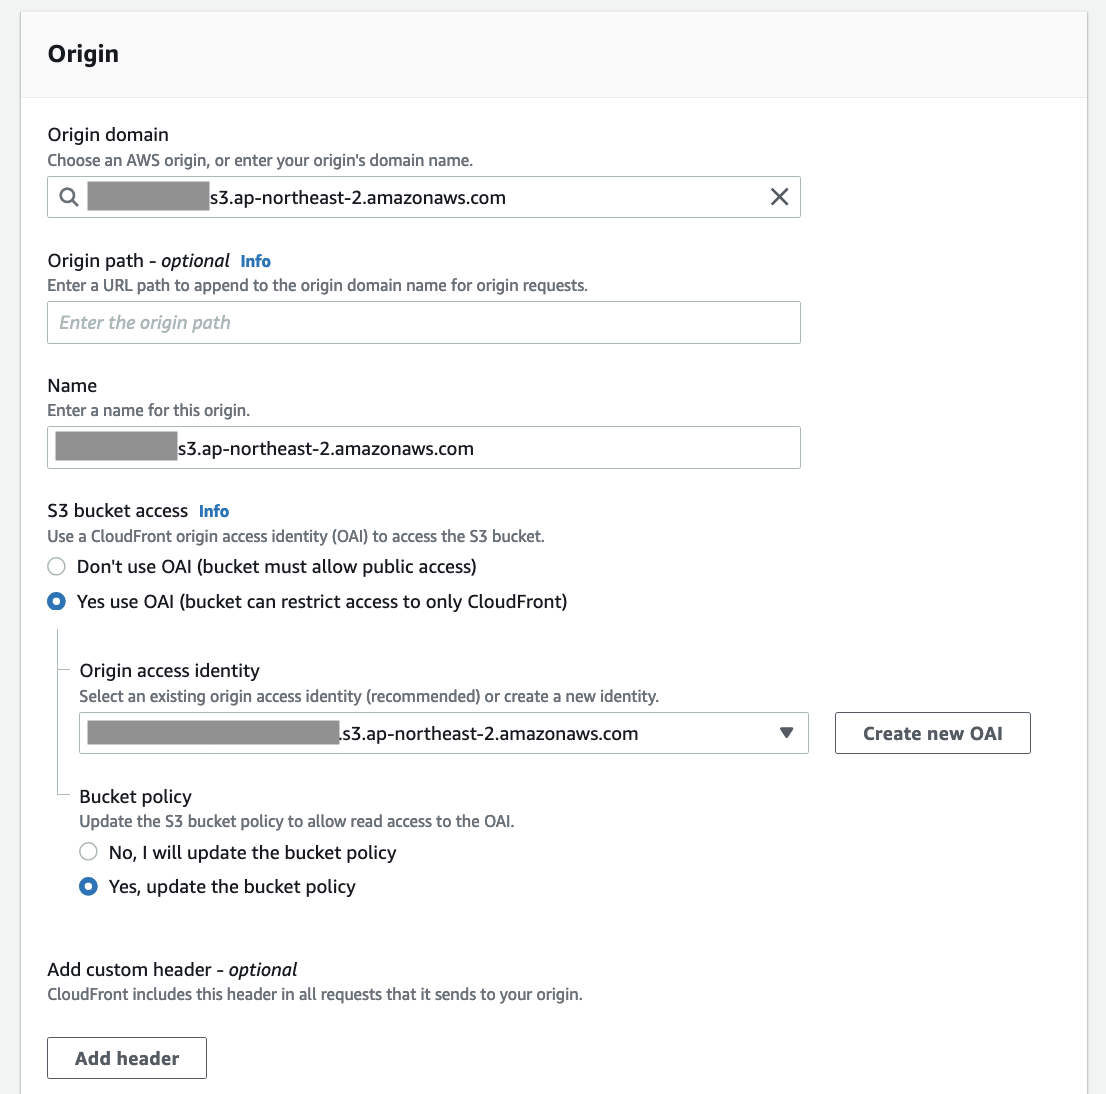 Origin
Origin domain
Choose an AWS origin, or enter your origin's domain name.
s3.ap-northeast-2.amazonaws.com
Origin path - optional Info
Enter a URL path to append to the origin domain name for origin requests.
Enter the origin path
Name
Enter a name for this origin.
s3.ap-northeast-2.amazonaws.com
S3 bucket access Info
Use a CloudFront origin access identity (OAI) to access the S3 bucket.
Don't use OAI (bucket must allow public access)
Yes use OAI (bucket can restrict access to only CloudFront)
Origin access identity
Select an existing origin access identity (recommended) or create a new identity.
.s3.ap-northeast-2.amazonaws.com
Create new OAI
Bucket policy
Update the S3 bucket policy to allow read access to the OAI.
No, I will update the bucket policy
Yes, update the bucket policy
Add custom header - optional
CloudFront includes this header in all requests that it sends to your origin.
Add header